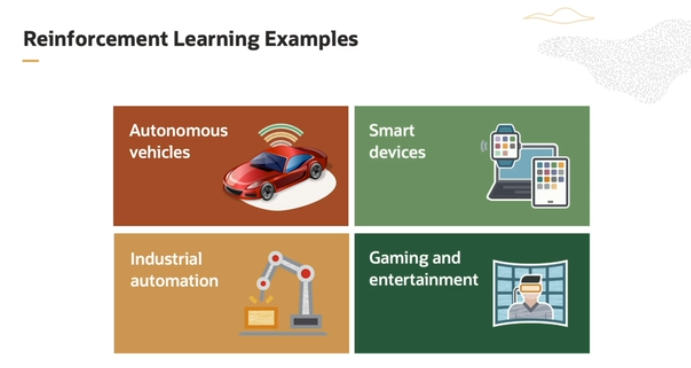 Reinforcement Learning Examples
Autonomous
vehicles
Smart
devices
Industrial
automation
Gaming and
entertainment